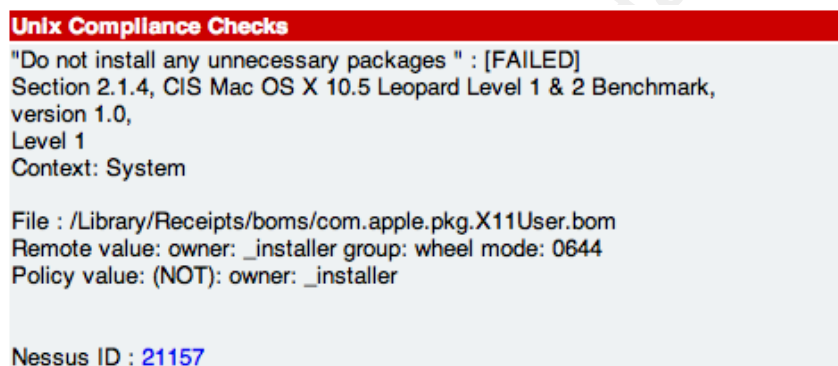 Unix Compliance Checks
"Do not install any unnecessary packages " : [FAILED]
Section 2.1.4, CIS Mac OS X 10.5 Leopard Level 1 & 2 Benchmark,
version 1.0,
Level 1
Context: System
File : /Library/Receipts/boms/com.apple.pkg.X11User.bom
Remote value: owner: _installer group: wheel mode: 0644
Policy value: (NOT): owner: _installer
Nessus ID : 21157